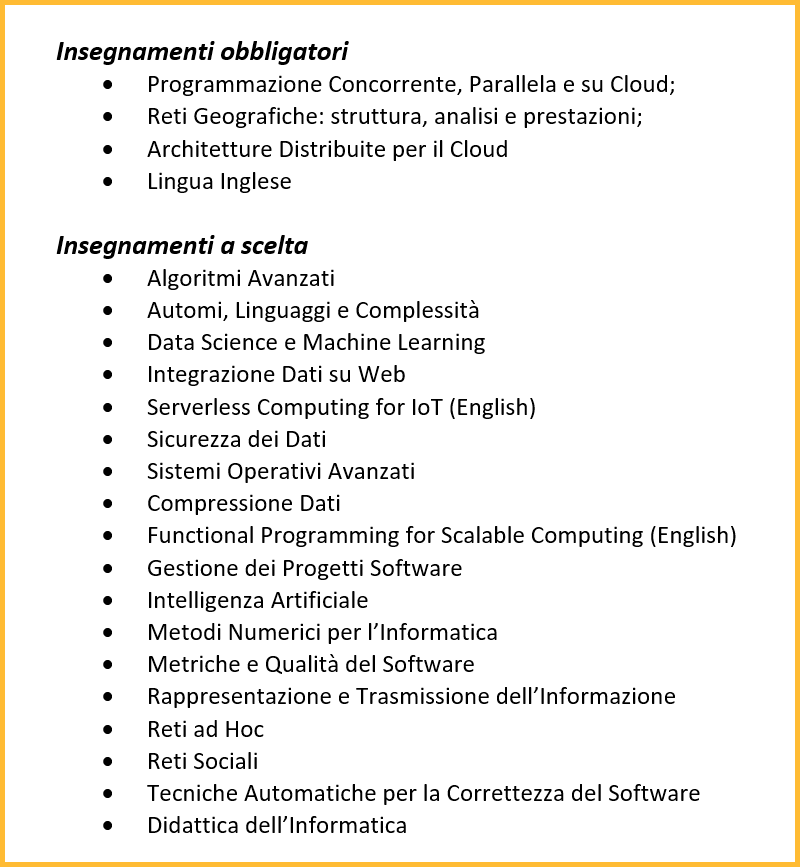 Insegnamenti obbligatori
• Programmazione Concorrente, Parallela e su Cloud;
• Reti Geografiche: struttura, analisi e prestazioni;
• Architetture Distribuite per il Cloud
• Lingua Inglese
Insegnamenti a scelta
• Algoritmi Avanzati
• Automi, Linguaggi e Complessità
• Data Science e Machine Learning
• Integrazione Dati su Web
• Serverless Computing for IoT (English)
• Sicurezza dei Dati
• Sistemi Operativi Avanzati
• Compressione Dati
• Functional Programming for Scalable Computing (English)
• Gestione dei Progetti Software
• Intelligenza Artificiale
• Metodi Numerici per l’Informatica
• Metriche e Qualità del Software
• Rappresentazione e Trasmissione dell’Informazione
• Reti ad Hoc
• Reti Sociali
• Tecniche Automatiche per la Correttezza del Software
• Didattica dell’Informatica